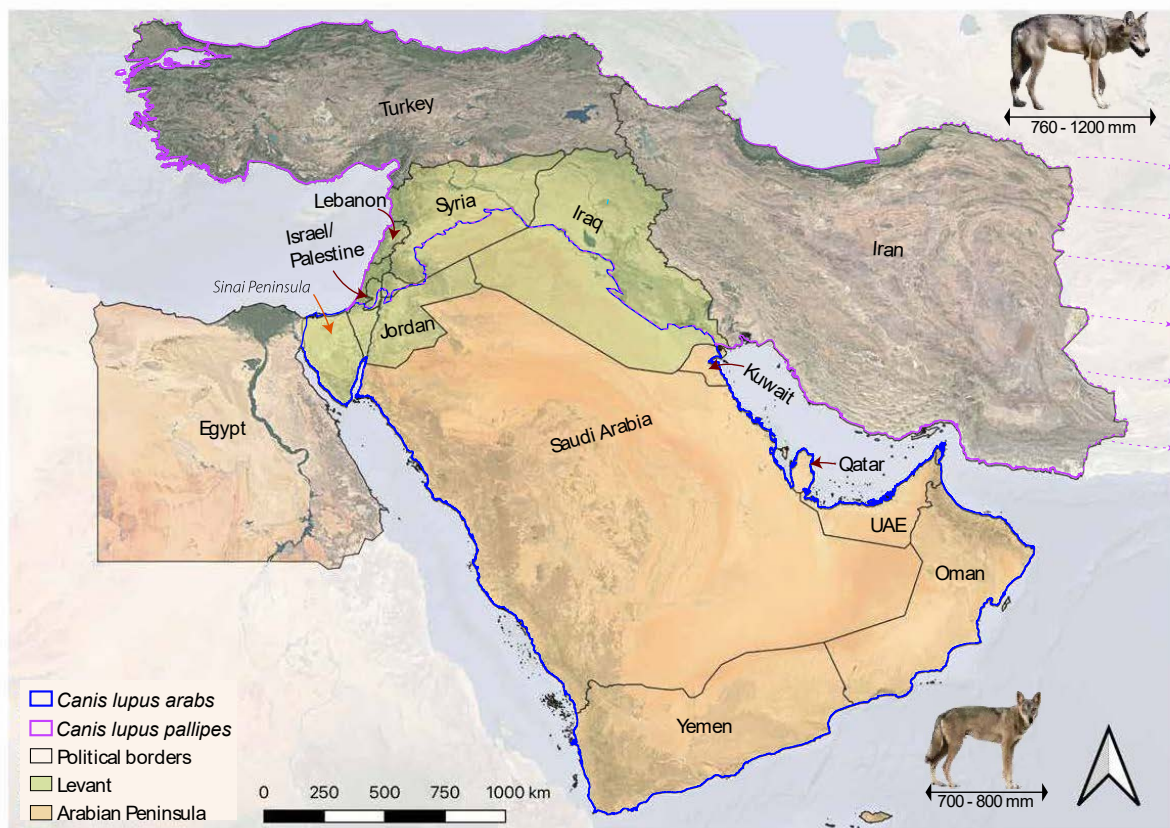 760 - 1200 mm
Turkey
Lebanon
Syria
Israel/
Palestine
Iraq
Iran
Sinai Peninsula
Jordan
Kuwait
Egypt
Saudi Arabia
Qatar
UAE
Oman
Yemen
Canis lupus arabs
Canis lupus pallipes
Political borders
Levant
Arabian Peninsula
0 250 500 750 1000 km
700 - 800 mm